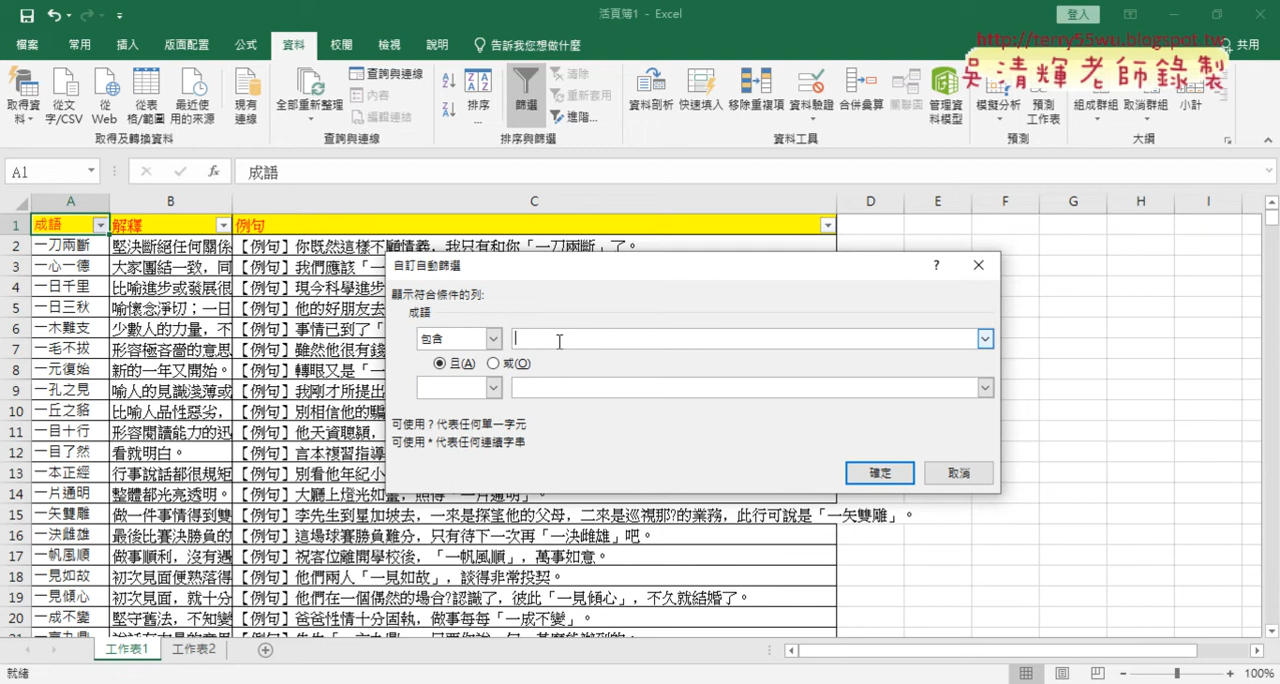 活頁簿1 - Excel
登入
http://terry55wu.blogspot.tw
吳清輝老師錄製
檔案 常用 插入 版面配置 公式 資料 校閱 檢視 說明 告訴我您想做什麼 共用
取得資料 從文字/CSV 從 Web 從表格/範圍 最近使用的來源 現有連線
取得及轉換資料
全部重新整理 查詢與連線 內容 編輯連結
查詢與連線
排序 篩選 清除 重新套用 進階...
排序與篩選
資料剖析 快速填入 移除重複項 資料驗證 合併彙算 關聯圖 管理資料模型
資料工具
模擬分析 預測工作表
預測
組成群組 取消群組 小計
大綱
A1 fx 成語
A B C D E F G H I
1 成語 解釋 例句
2 一刀兩斷 堅決斷絕任何關係 【例句】你既然這樣不顧情義，我只有和你「一刀兩斷」了。
3 一心一德 大家團結一致，同 【例句】我們應該「一
4 一日千里 比喻進步或發展很 【例句】現今科學進步
5 一日三秋 喻懷念淨切；一日 【例句】他的好朋友去
6 一木難支 少數人的力量，不 【例句】事情已到了「
7 一毛不拔 形容極吝嗇的意思 【例句】雖然他很有錢
8 一元復始 新的一年又開始。 【例句】轉眼又是「一
9 一孔之見 喻人的見識淺薄或 【例句】我剛才所提出
10 一丘之貉 比喻人品性惡劣， 【例句】別相信他的騙
11 一目十行 形容閱讀能力的迅 【例句】他天資聰穎，
12 一目了然 看就明白。 【例句】言本複習指導
13 一本正經 行事說話都很規矩 【例句】別看他年紀小
14 一片通明 整體都光亮透明。 【例句】大廳上燈光如晝，照得「一片通明」。
15 一矢雙鵰 做一件事情得到雙 【例句】李先生到星加坡去，一來是探望他的父母，二來是巡視那?的業務，此行可說是「一矢雙鵰」。
16 一決雌雄 最後比賽決勝負的 【例句】這場球賽勝負難分，只有待下一次再「一決雌雄」吧。
17 一帆風順 做事順利，沒有遇 【例句】祝客位離開學校後，「一帆風順」，萬事如意。
18 一見如故 初次見面便熟落得 【例句】他們兩人「一見如故」，談得非常投契。
19 一見傾心 初次見面，就十分 【例句】他們在一個偶然的場合?認識了，彼此「一見傾心」，不久就結婚了。
20 一成不變 堅守舊法，不知變 【例句】爸爸性情十分固執，做事每每「一成不變」。
21
自訂自動篩選 ?
顯示符合條件的列:
成語
包含
且(A) 或(O)
可使用 ? 代表任何單一字元
可使用 * 代表任何連續字串
確定 取消
工作表1 工作表2
就緒 100%